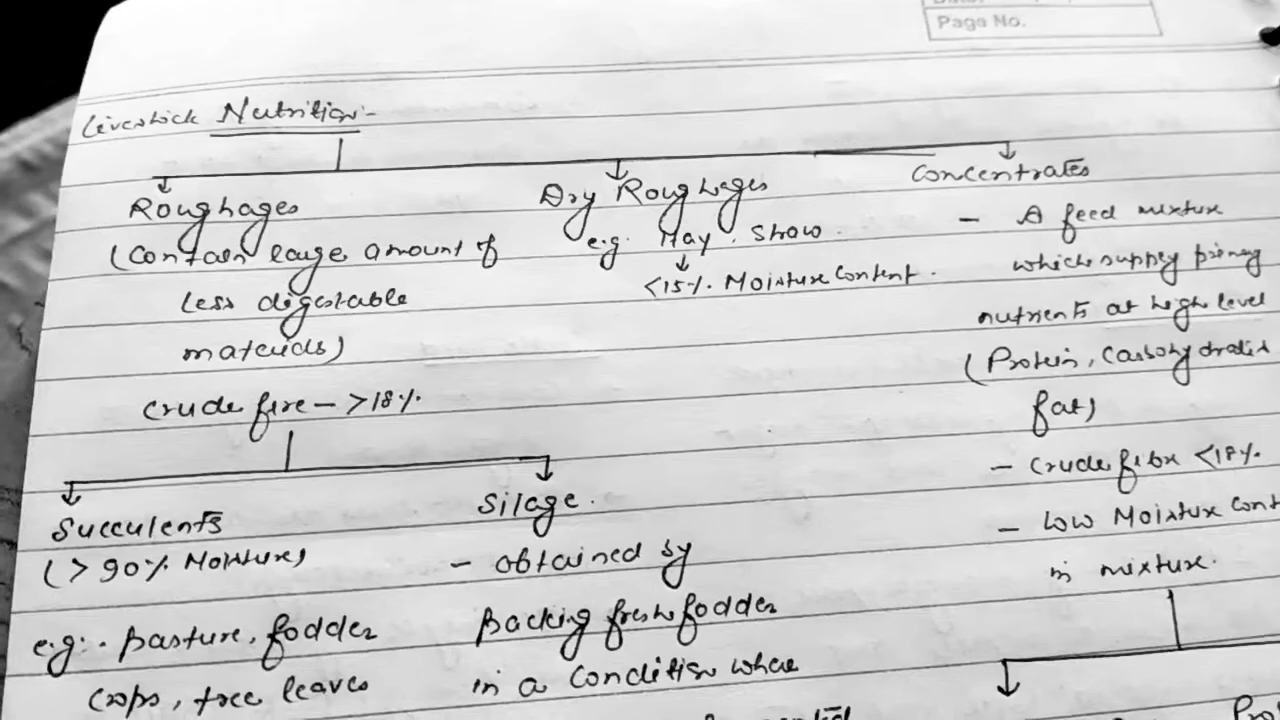 Page No.
Livestock Nutrition:-
Roughages
(Contain large amount of
less digestable
materials)
Crude fire - >18%
Succulents
(>90% Moisture)
e.g:- pasture, fodder
crops, tree leaves
Silage.
- obtained by
packing fresh fodder
in a condition where
Dry Roughages
e.g. Hay, Straw.
<15% Moisture Content.
Concentrates
- A feed mixture
which supply primary
nutrients at high level
(Protein, Carbohydrates
fat)
- Crude fibre <18%.
- Low Moisture Cont
in mixture.